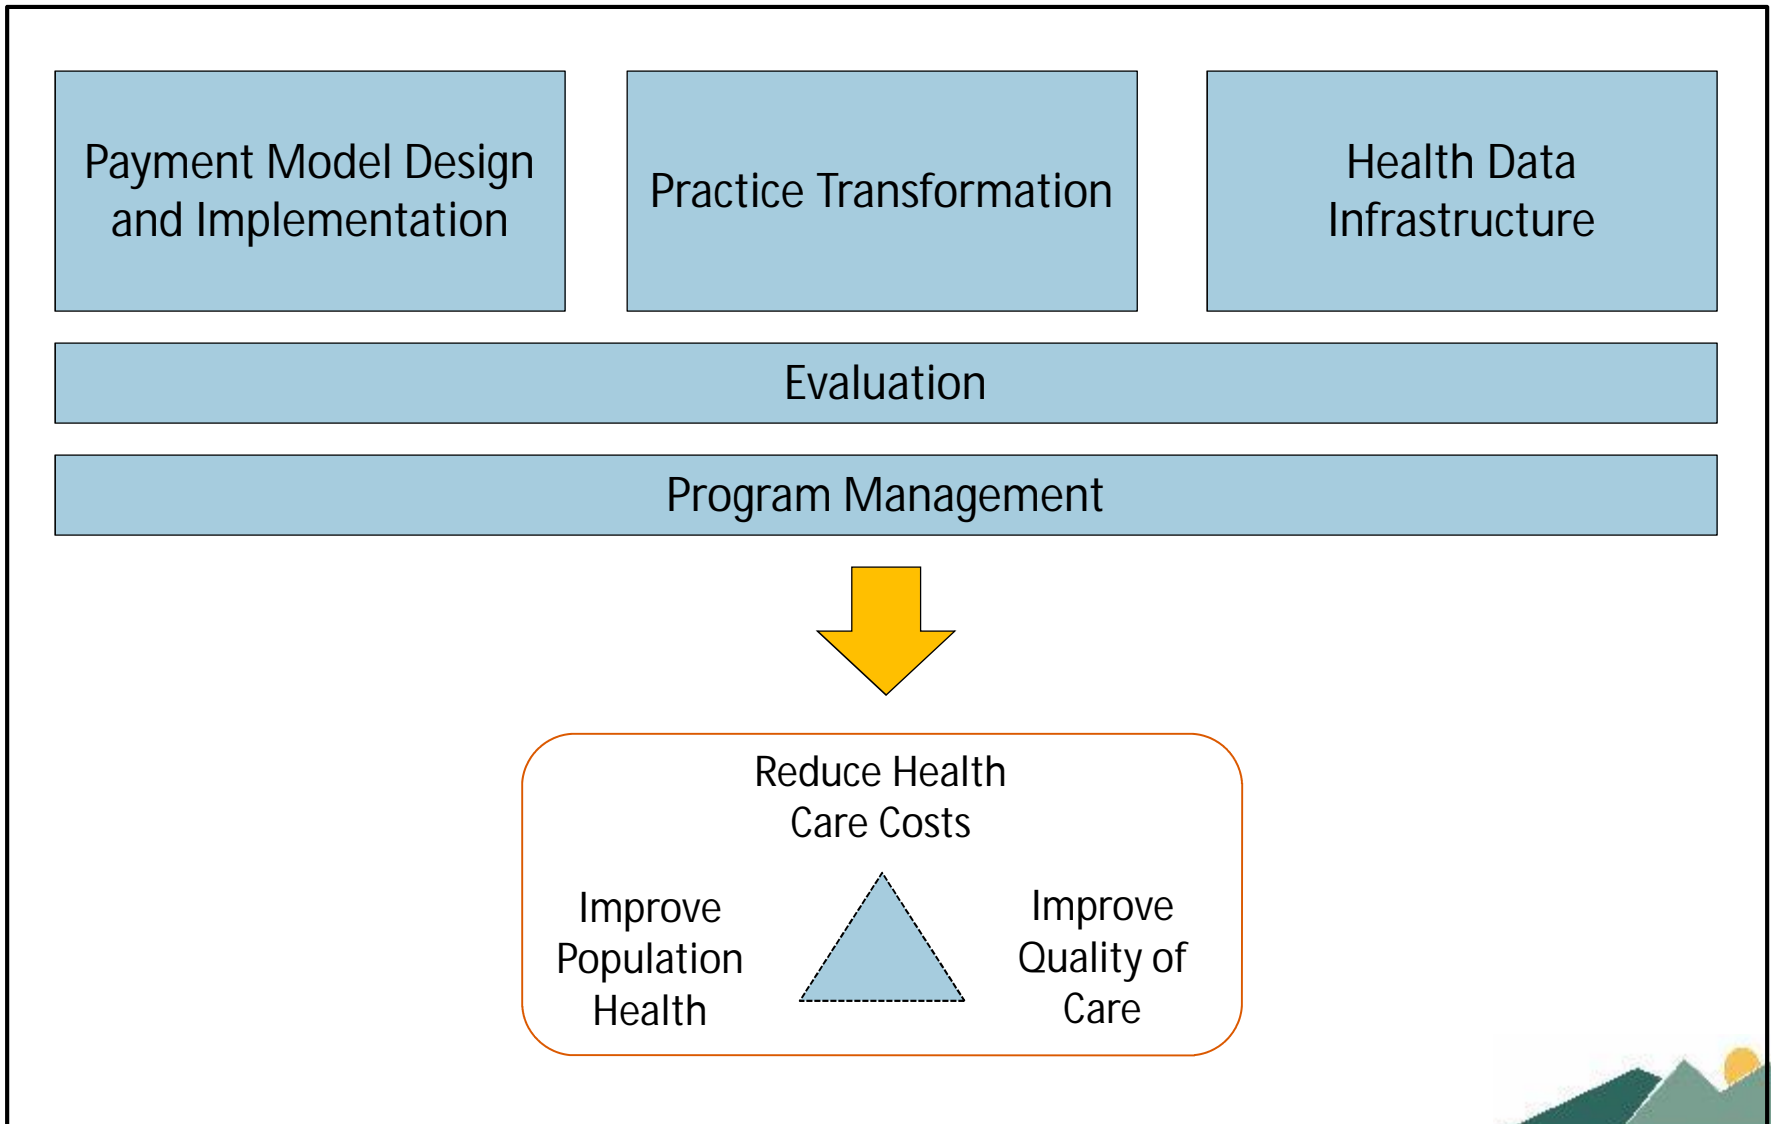 Payment Model Design
and Implementation
Practice Transformation
Health Data
Infrastructure
Evaluation
Program Management
Reduce Health
Care Costs
Improve
Population
Health
Improve
Quality of
Care